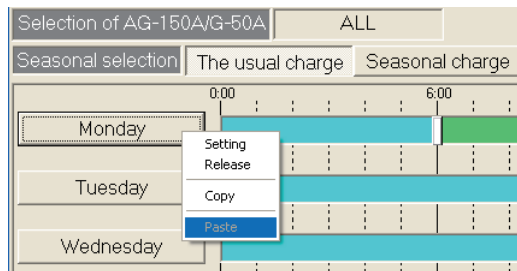 Selection of AG-150A/G-50A ALL
Seasonal selection The usual charge Seasonal charge
0:00 6:00
Monday
Setting
Release
Tuesday
Copy
Paste
Wednesday